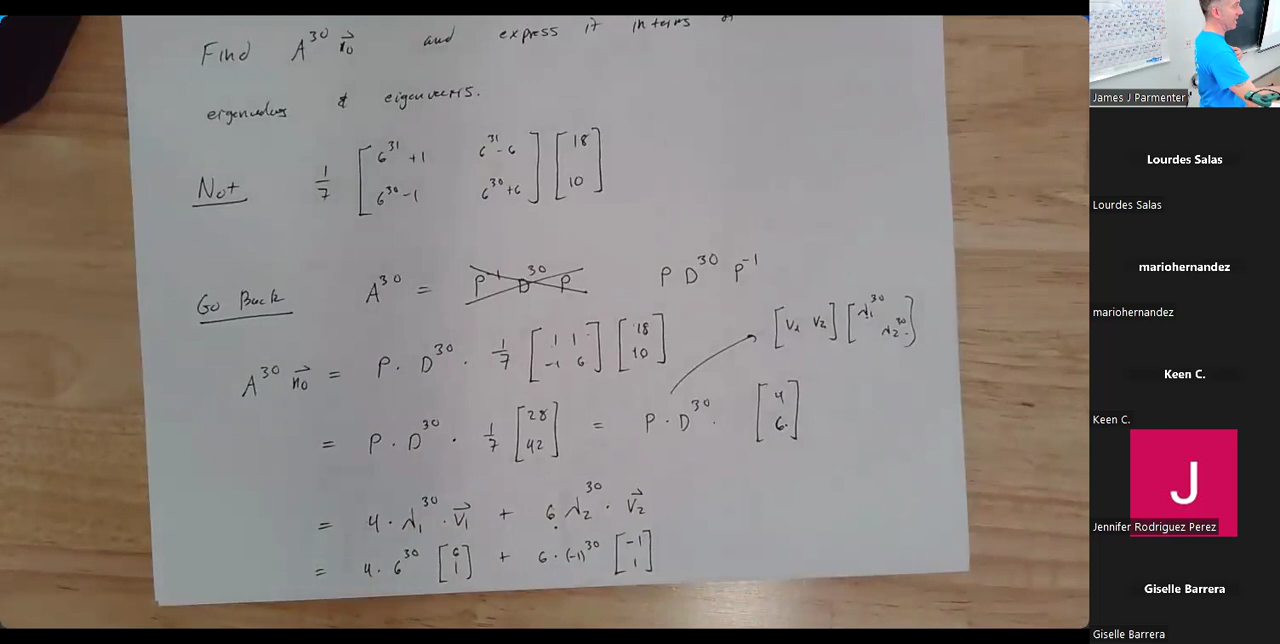 Find A^30 n₀ and express it in terms
eigenvalues & eigenvectors.
Not 1/7 [6^31+1 6^31-6; 6^30-1 6^30+6] [18; 10]
Go Back A^30 = P^-1 D^30 P P D^30 P^-1
[v₁ v₂] [λ₁^30 λ₂^30]
A^30 n₀ = P · D^30 · 1/7 [1 1; -1 6] [18; 10]
= P · D^30 · 1/7 [28; 42] = P · D^30 · [4; 6]
= 4 · λ₁^30 · v₁ + 6 λ₂^30 · v₂
= 4 · 6^30 [6; 1] + 6 · (-1)^30 [-1; 1]
James J Parmenter
Lourdes Salas
Lourdes Salas
mariohernandez
mariohernandez
Keen C.
Keen C.
J
Jennifer Rodriguez Perez
Giselle Barrera
Giselle Barrera